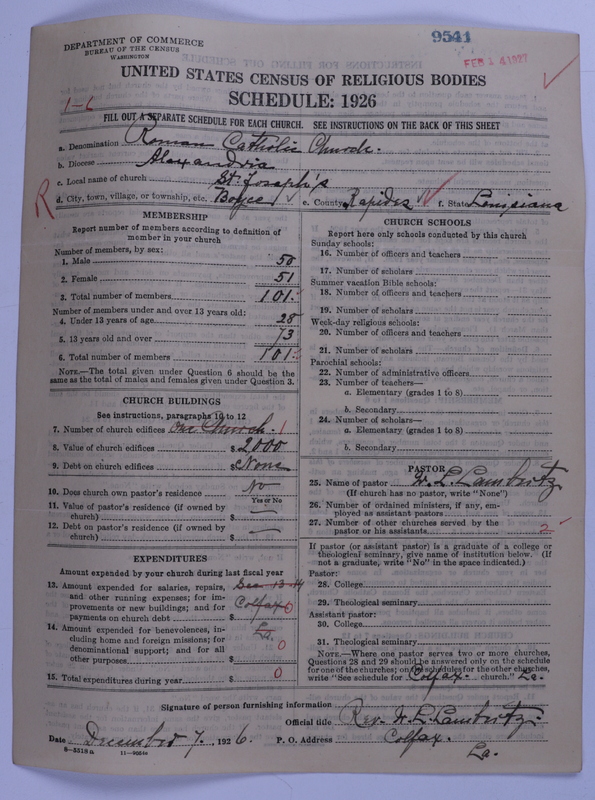 9541
DEPARTMENT OF COMMERCE
BUREAU OF THE CENSUS
WASHINGTON
FEB 14 1927
UNITED STATES CENSUS OF RELIGIOUS BODIES
1-6
SCHEDULE: 1926
FILL OUT A SEPARATE SCHEDULE FOR EACH CHURCH. SEE INSTRUCTIONS ON THE BACK OF THIS SHEET
a. Denomination Roman Catholic Church.
b. Diocese Alexandria
c. Local name of church St. Joseph's
R d. City, town, village, or township, etc. Boyce e. County Rapides f. State Louisiana
MEMBERSHIP
Report number of members according to definition of
member in your church
Number of members, by sex:
1. Male 50
2. Female 51
3. Total number of members 101.
Number of members under and over 13 years old:
4. Under 13 years of age 28
5. 13 years old and over 73
6. Total number of members 101.
NOTE.—The total given under Question 6 should be the
same as the total of males and females given under Question 3.
CHURCH BUILDINGS
See instructions, paragraphs 10 to 12
7. Number of church edifices One Church. 1
8. Value of church edifices $ 2000
9. Debt on church edifices $ None
10. Does church own pastor's residence No
Yes or No
11. Value of pastor's residence (if owned by
church) $ —
12. Debt on pastor's residence (if owned by
church) $ —
EXPENDITURES
Amount expended by your church during last fiscal year
13. Amount expended for salaries, repairs,
and other running expenses; for im-
provements or new buildings; and for
payments on church debt $ Colfax 0
14. Amount expended for benevolences, in- La.
cluding home and foreign missions; for
denominational support; and for all
other purposes $ 0
15. Total expenditures during year $ 0
CHURCH SCHOOLS
Report here only schools conducted by this church
Sunday schools:
16. Number of officers and teachers
17. Number of scholars
Summer vacation Bible schools:
18. Number of officers and teachers
19. Number of scholars
Week-day religious schools:
20. Number of officers and teachers
21. Number of scholars
Parochial schools:
22. Number of administrative officers
23. Number of teachers—
a. Elementary (grades 1 to 8)
b. Secondary
24. Number of scholars—
a. Elementary (grades 1 to 8)
b. Secondary
PASTOR
25. Name of pastor
(If church has no pastor, write "None")
26. Number of ordained ministers, if any, em-
ployed as assistant pastors
27. Number of other churches served by the
pastor or his assistants 2
If pastor (or assistant pastor) is a graduate of a college or
theological seminary, give name of institution below. (If
not a graduate, write "No" in the space indicated.)
Pastor:
28. College
29. Theological seminary
Assistant pastor:
30. College
31. Theological seminary
NOTE.—Where one pastor serves two or more churches,
Questions 28 and 29 should be answered only on the schedule
for one of the churches; on the schedules for the other churches,
write "See schedule for Colfax. church." La.
Signature of person furnishing information
Official title Rev.
Date December 7, 1926. P. O. Address Colfax.
La.
8-3518a 11-9054a